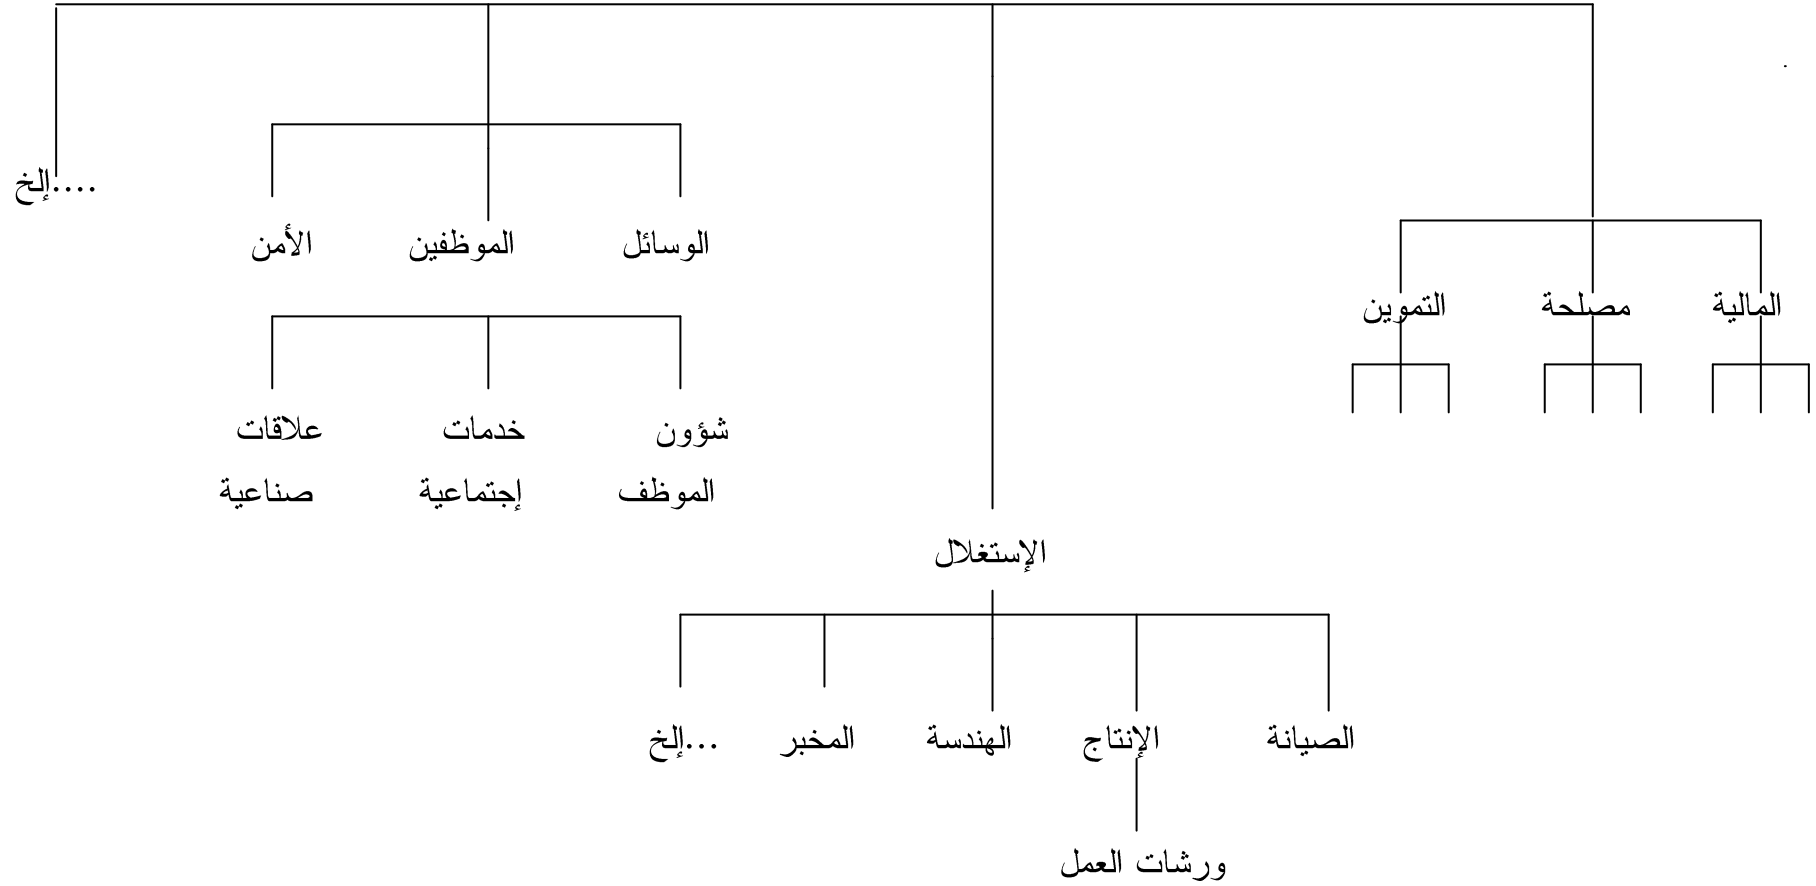 ....إلخ
الوسائل الموظفين الأمن
المالية مصلحة التموين
شؤون خدمات علاقات
الموظف إجتماعية صناعية
الإستغلال
الصيانة الإنتاج الهندسة المخبر ...إلخ
ورشات العمل